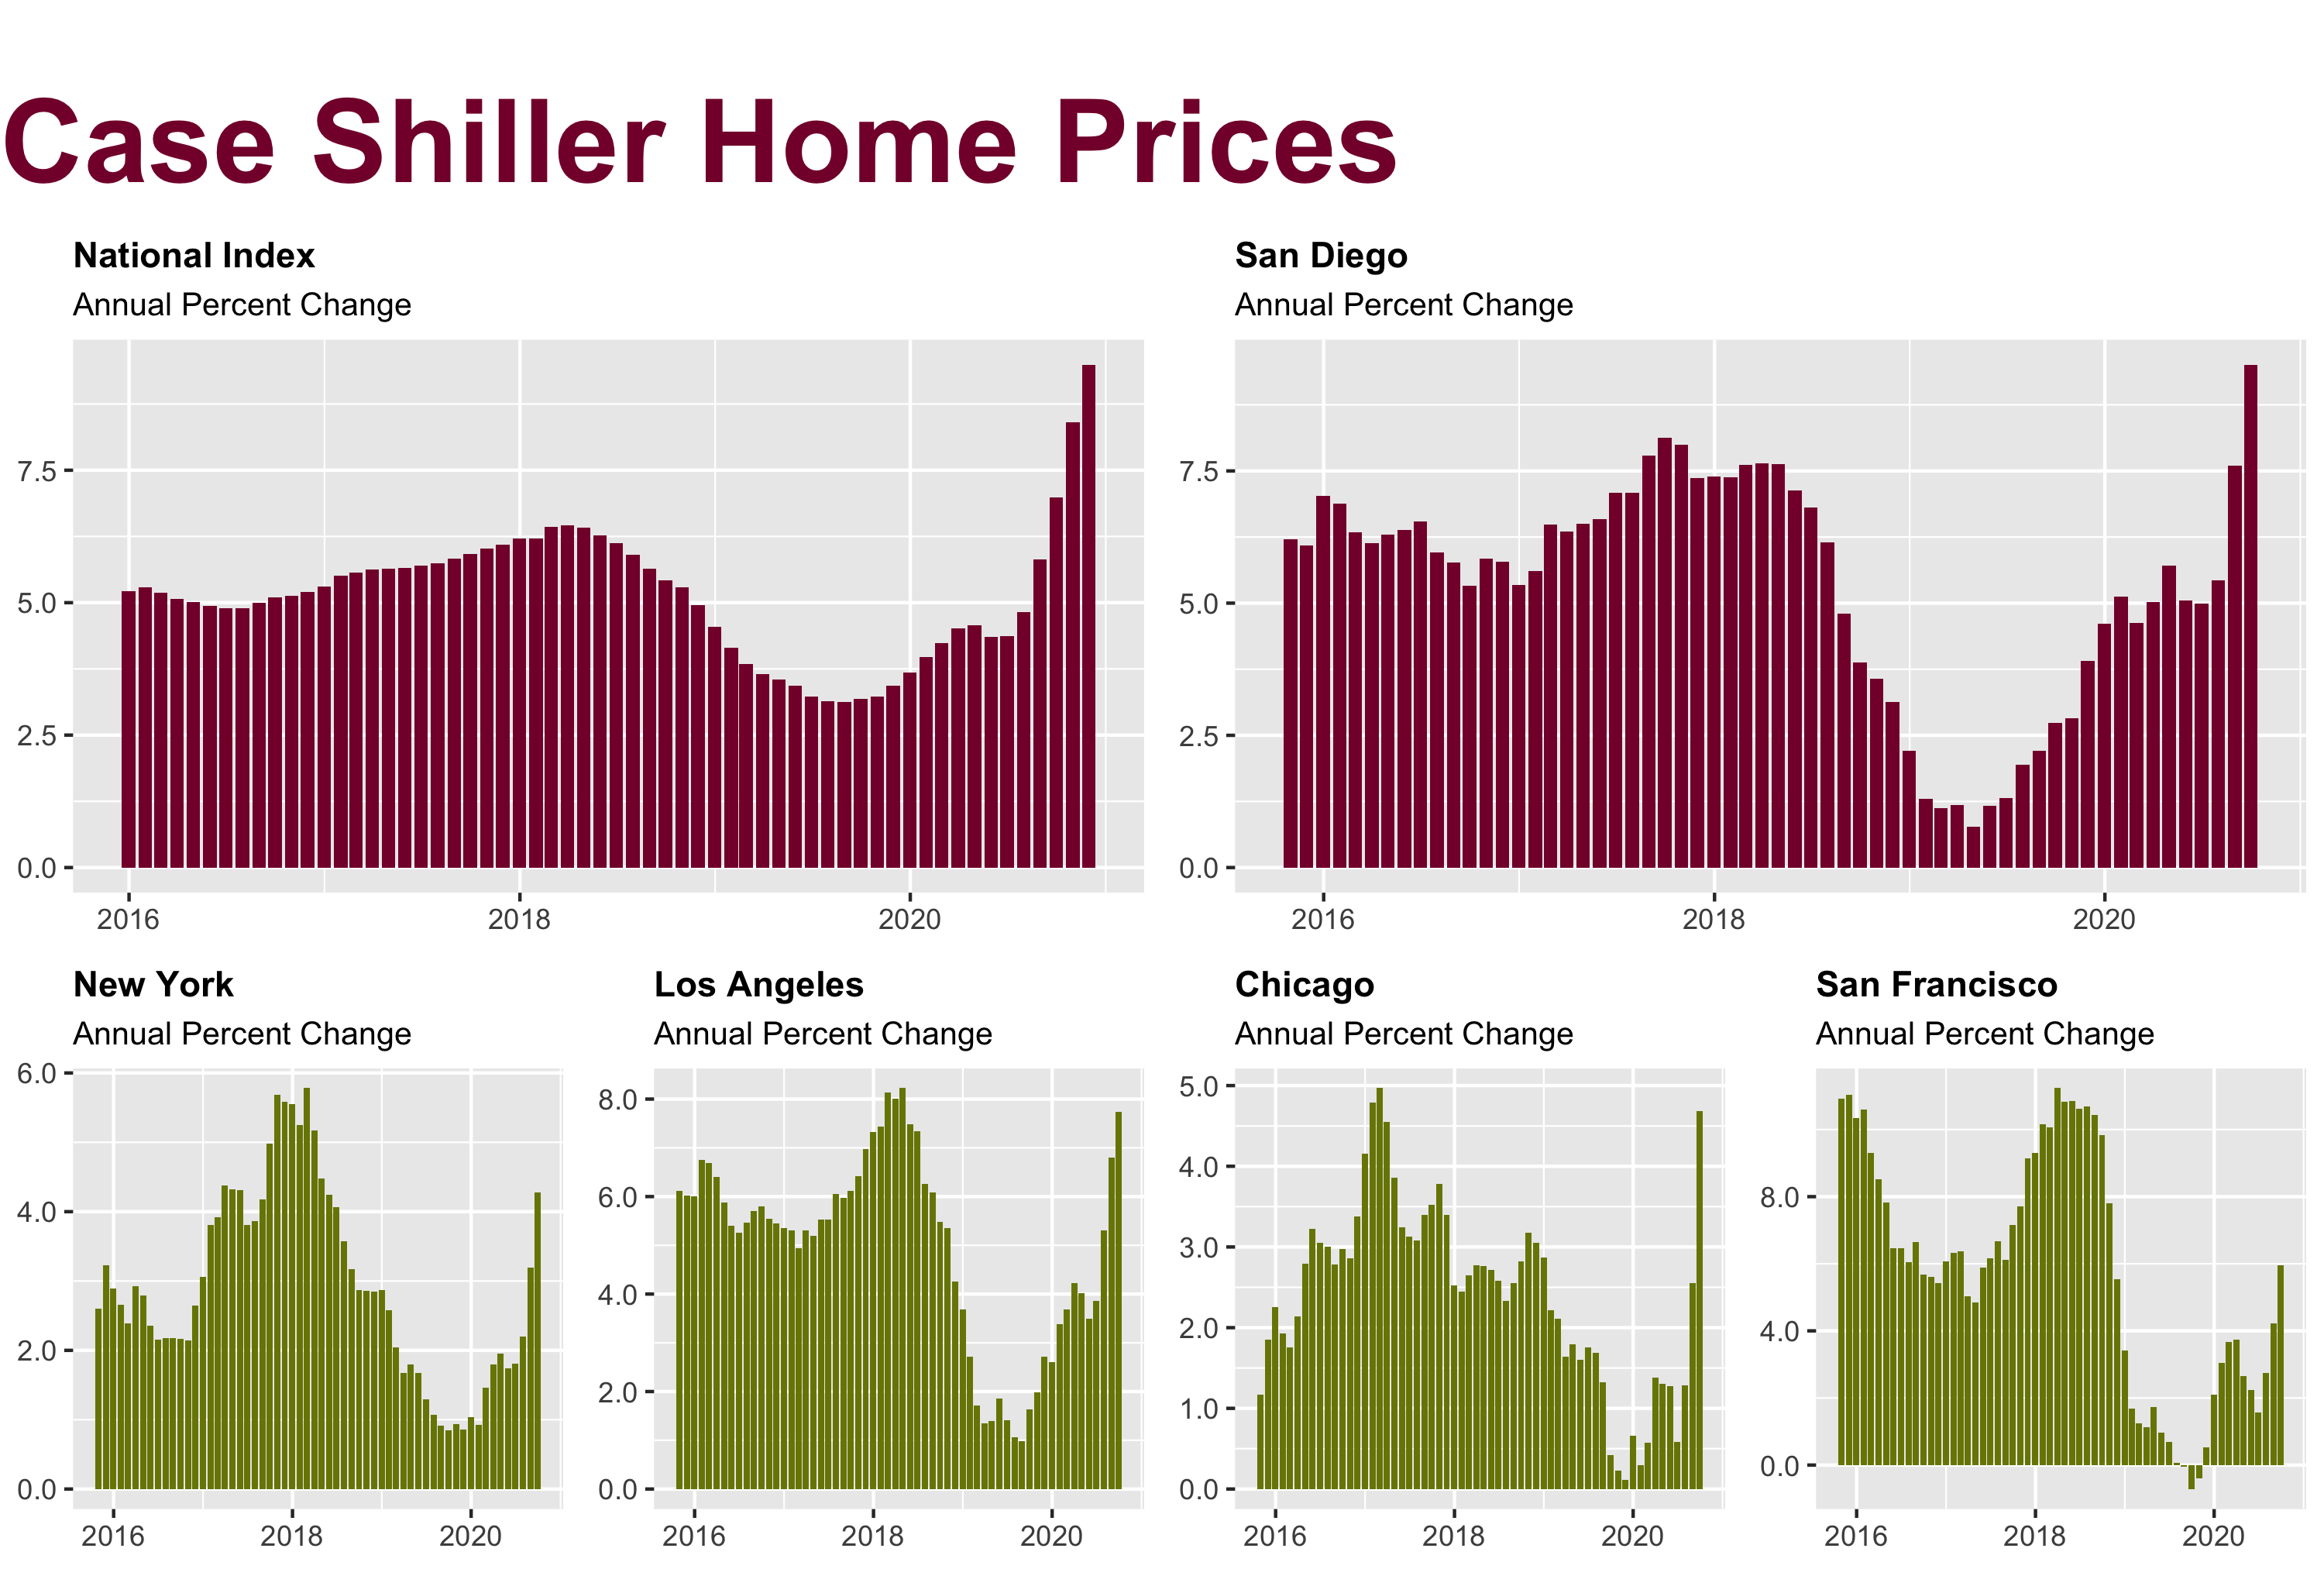 Case Shiller Home Prices
National Index
Annual Percent Change
7.5
5.0
2.5
0.0
2016 2018 2020
San Diego
Annual Percent Change
7.5
5.0
2.5
0.0
2016 2018 2020
New York
Annual Percent Change
6.0
4.0
2.0
0.0
2016 2018 2020
Los Angeles
Annual Percent Change
8.0
6.0
4.0
2.0
0.0
2016 2018 2020
Chicago
Annual Percent Change
5.0
4.0
3.0
2.0
1.0
0.0
2016 2018 2020
San Francisco
Annual Percent Change
8.0
4.0
0.0
2016 2018 2020